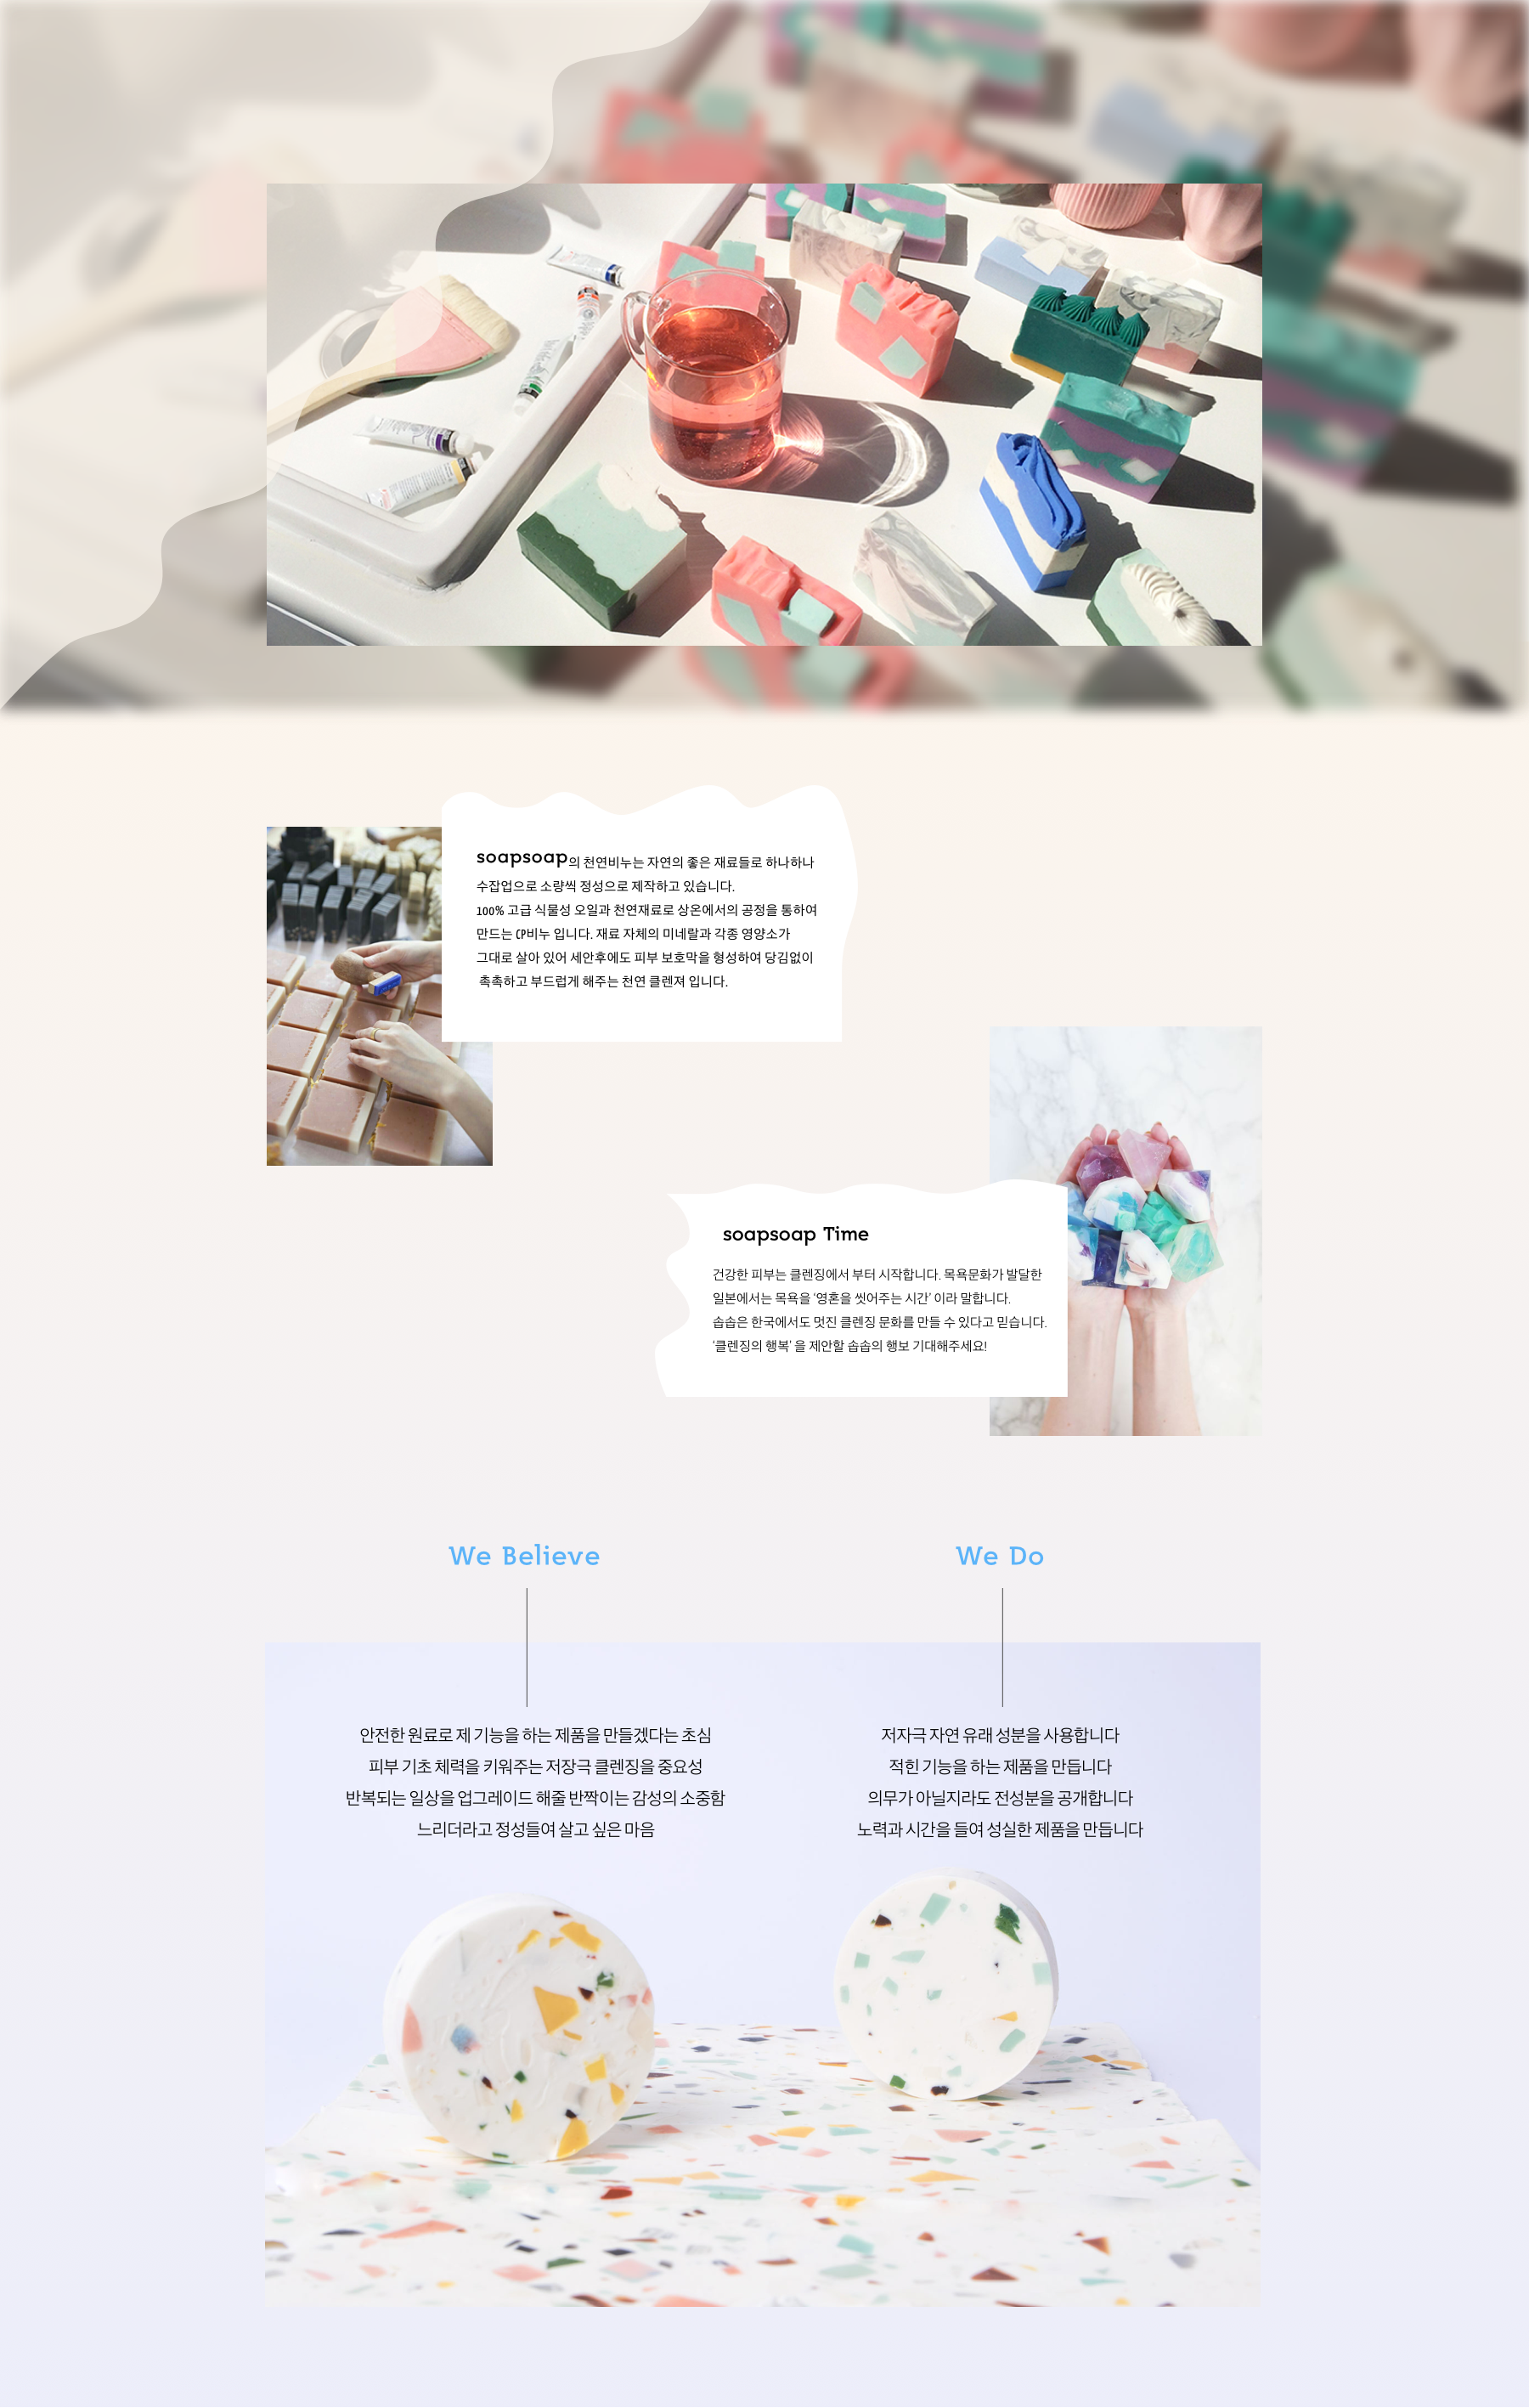 soapsoap의 천연비누는 자연의 좋은 재료들로 하나하나
수잡업으로 소량씩 정성으로 제작하고 있습니다.
100% 고급 식물성 오일과 천연재료로 상온에서의 공정을 통하여
만드는 CP비누 입니다. 재료 자체의 미네랄과 각종 영양소가
그대로 살아 있어 세안후에도 피부 보호막을 형성하여 당김없이
촉촉하고 부드럽게 해주는 천연 클렌져 입니다.
soapsoap Time
건강한 피부는 클렌징에서 부터 시작합니다. 목욕문화가 발달한
일본에서는 목욕을 ‘영혼을 씻어주는 시간’ 이라 말합니다.
솝솝은 한국에서도 멋진 클렌징 문화를 만들 수 있다고 믿습니다.
‘클렌징의 행복’ 을 제안할 솝솝의 행보 기대해주세요!
We Believe
안전한 원료로 제 기능을 하는 제품을 만들겠다는 초심
피부 기초 체력을 키워주는 저장극 클렌징을 중요성
반복되는 일상을 업그레이드 해줄 반짝이는 감성의 소중함
느리더라고 정성들여 살고 싶은 마음
We Do
저자극 자연 유래 성분을 사용합니다
적힌 기능을 하는 제품을 만듭니다
의무가 아닐지라도 전성분을 공개합니다
노력과 시간을 들여 성실한 제품을 만듭니다